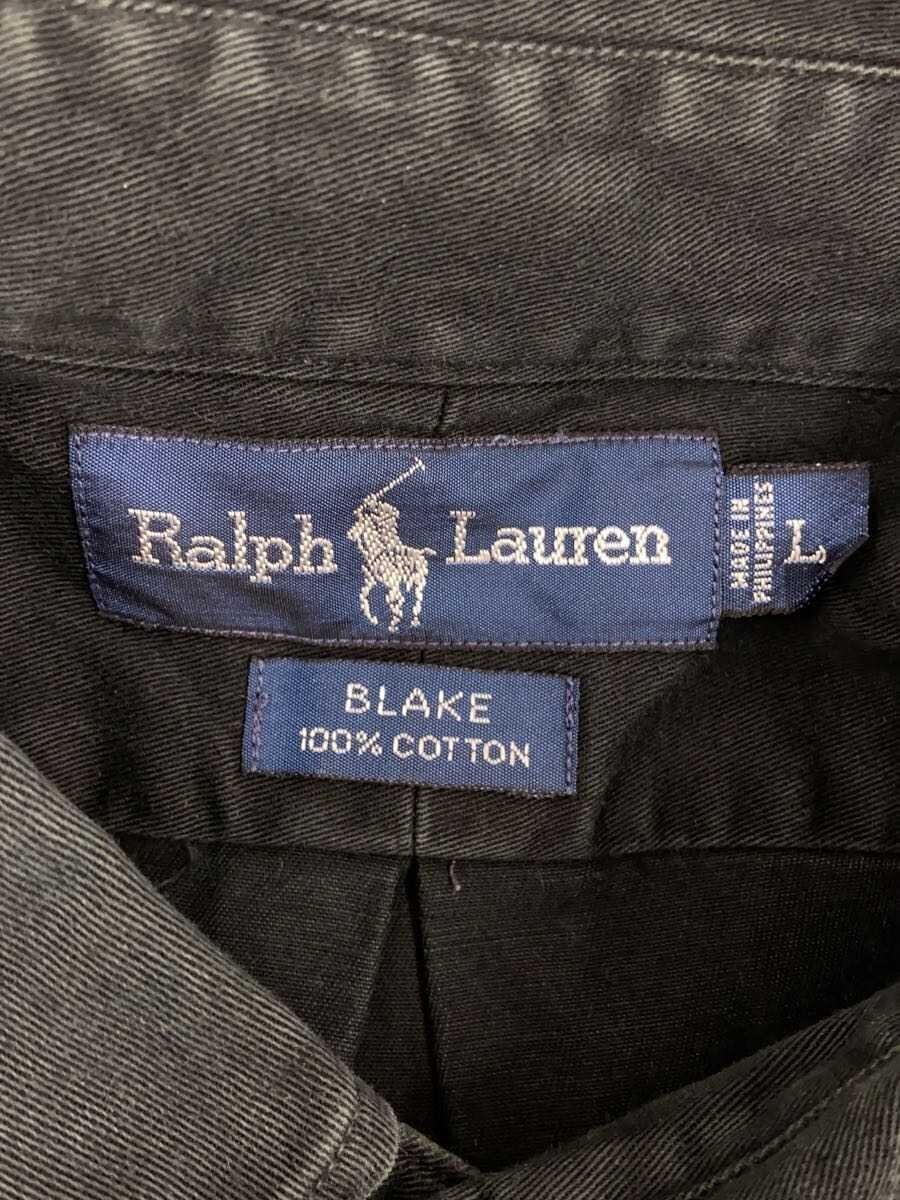 Ralph Lauren
MADE IN
PHILIPPINES
L
BLAKE
100% COTTON